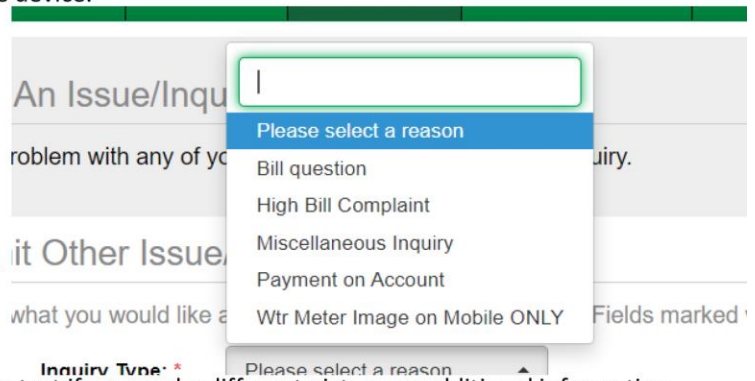 An Issue/Inqu
Please select a reason
roblem with any of yo uiry.
Bill question
High Bill Complaint
Miscellaneous Inquiry
it Other Issue/
Payment on Account
what you would like a Fields marked
Wtr Meter Image on Mobile ONLY
Inquiry Type: * Please select a reason
additional information